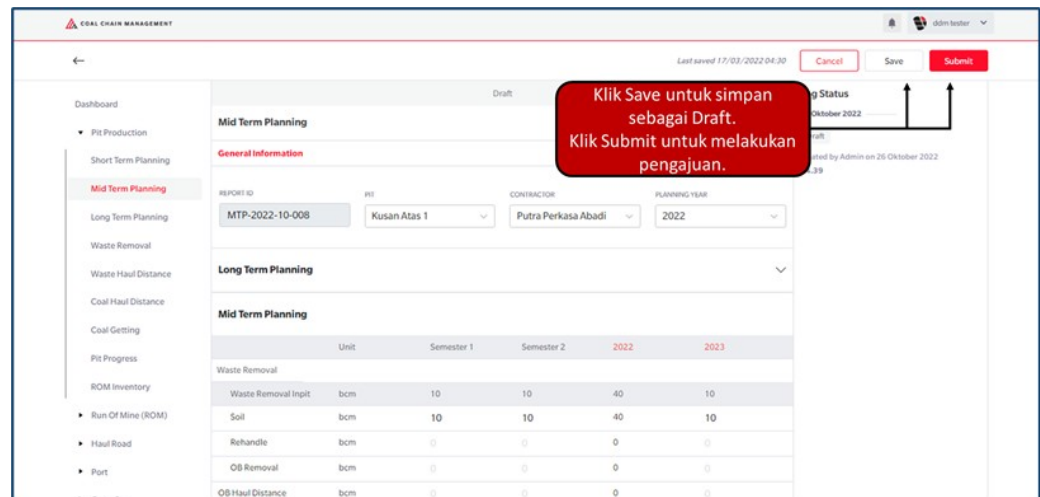 COAL CHAIN MANAGEMENT
ddm tester
Last saved 17/03/2022 04:30
Cancel
Save
Submit
Dashboard
Pit Production
Short Term Planning
Mid Term Planning
Long Term Planning
Waste Removal
Waste Haul Distance
Coal Haul Distance
Coal Getting
Pit Progress
ROM Inventory
Run Of Mine (ROM)
Haul Road
Port
Draft
Mid Term Planning
General Information
REPORT ID
MTP-2022-10-008
PIT
Kusan Atas 1
CONTRACTOR
Putra Perkasa Abadi
PLANNING YEAR
2022
Long Term Planning
Mid Term Planning
Unit Semester 1 Semester 2 2022 2023
Waste Removal
Waste Removal Inpit bcm 10 10 40 10
Soil bcm 10 10 40 10
Rehandle bcm 0 0 0 0
OB Removal bcm 0 0 0 0
OB Haul Distance bcm 0 0 0 0
Klik Save untuk simpan
sebagai Draft.
Klik Submit untuk melakukan
pengajuan.
Status
Oktober 2022
by Admin on 26 Oktober 2022